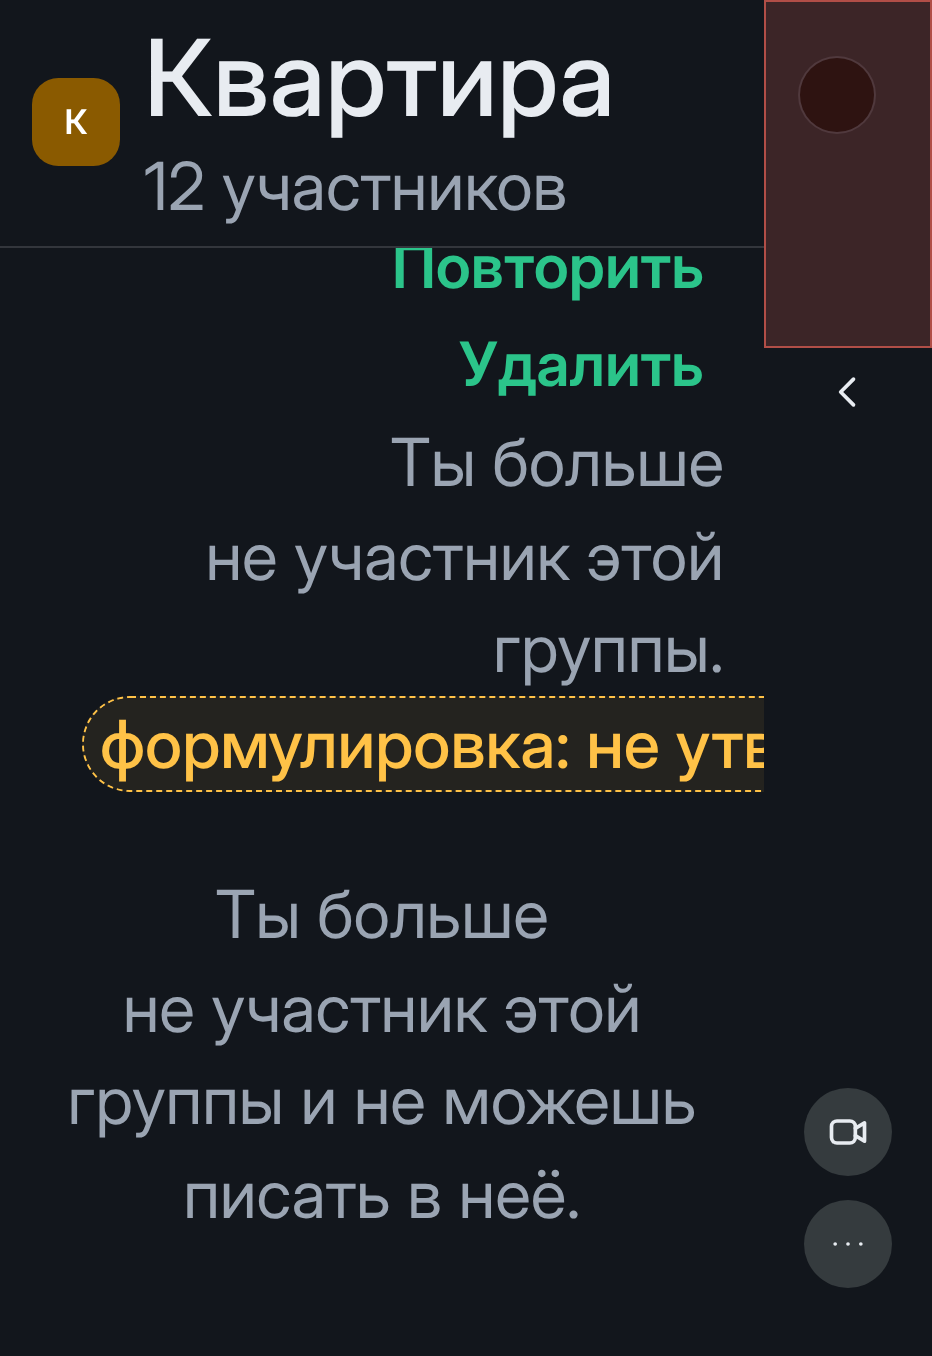 К
Квартира
12 участников
Повторить
Удалить
Ты больше
не участник этой
группы.
формулировка: не утв
Ты больше
не участник этой
группы и не можешь
писать в неё.